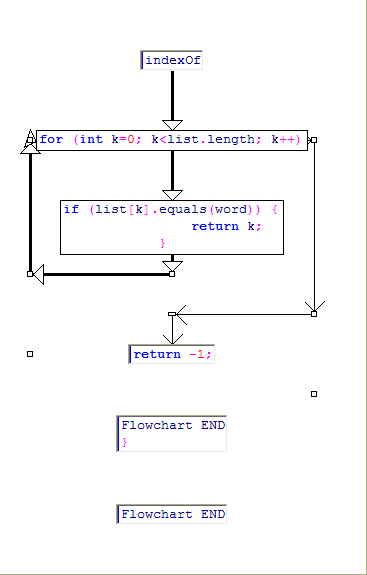 indexOf
for (int k=0; k<list.length; k++)
if (list[k].equals(word)) {
return k;
}
return -1;
Flowchart END
}
Flowchart END